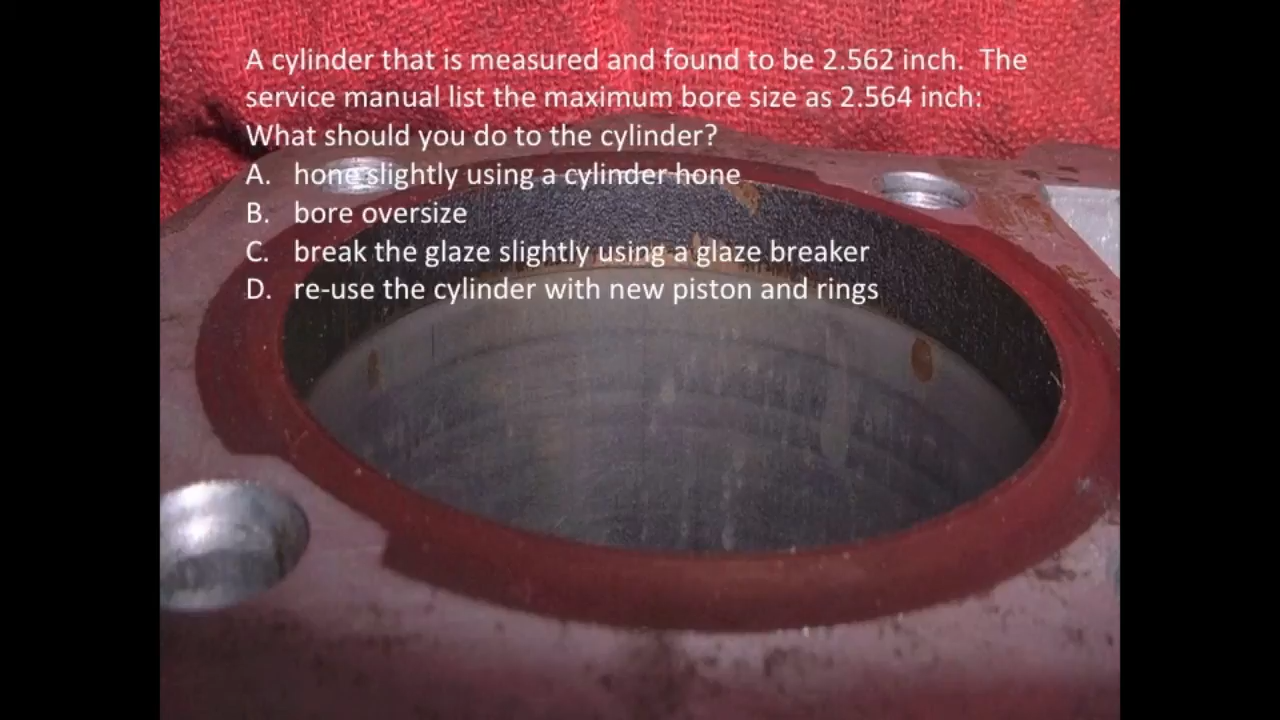 A cylinder that is measured and found to be 2.562 inch.  The
service manual list the maximum bore size as 2.564 inch:
What should you do to the cylinder?
A. hone slightly using a cylinder hone
B. bore oversize
C. break the glaze slightly using a glaze breaker
D. re-use the cylinder with new piston and rings